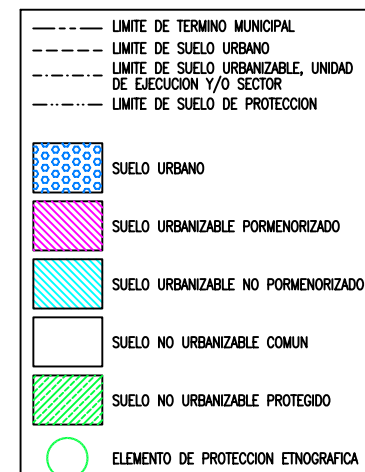 LIMITE DE TERMINO MUNICIPAL
LIMITE DE SUELO URBANO
LIMITE DE SUELO URBANIZABLE, UNIDAD
DE EJECUCION Y/O SECTOR
LIMITE DE SUELO DE PROTECCION
SUELO URBANO
SUELO URBANIZABLE PORMENORIZADO
SUELO URBANIZABLE NO PORMENORIZADO
SUELO NO URBANIZABLE COMUN
SUELO NO URBANIZABLE PROTEGIDO
ELEMENTO DE PROTECCION ETNOGRAFICA